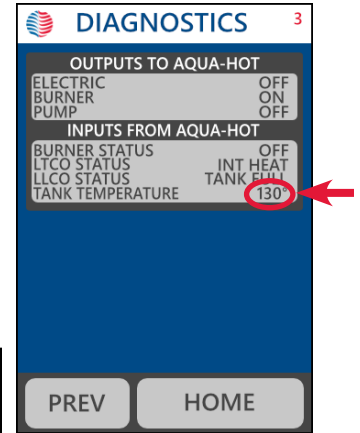 DIAGNOSTICS 3
OUTPUTS TO AQUA-HOT
ELECTRIC OFF
BURNER ON
PUMP OFF
INPUTS FROM AQUA-HOT
BURNER STATUS OFF
LTCO STATUS INT HEAT
LLCO STATUS TANK FULL
TANK TEMPERATURE 130°
PREV HOME